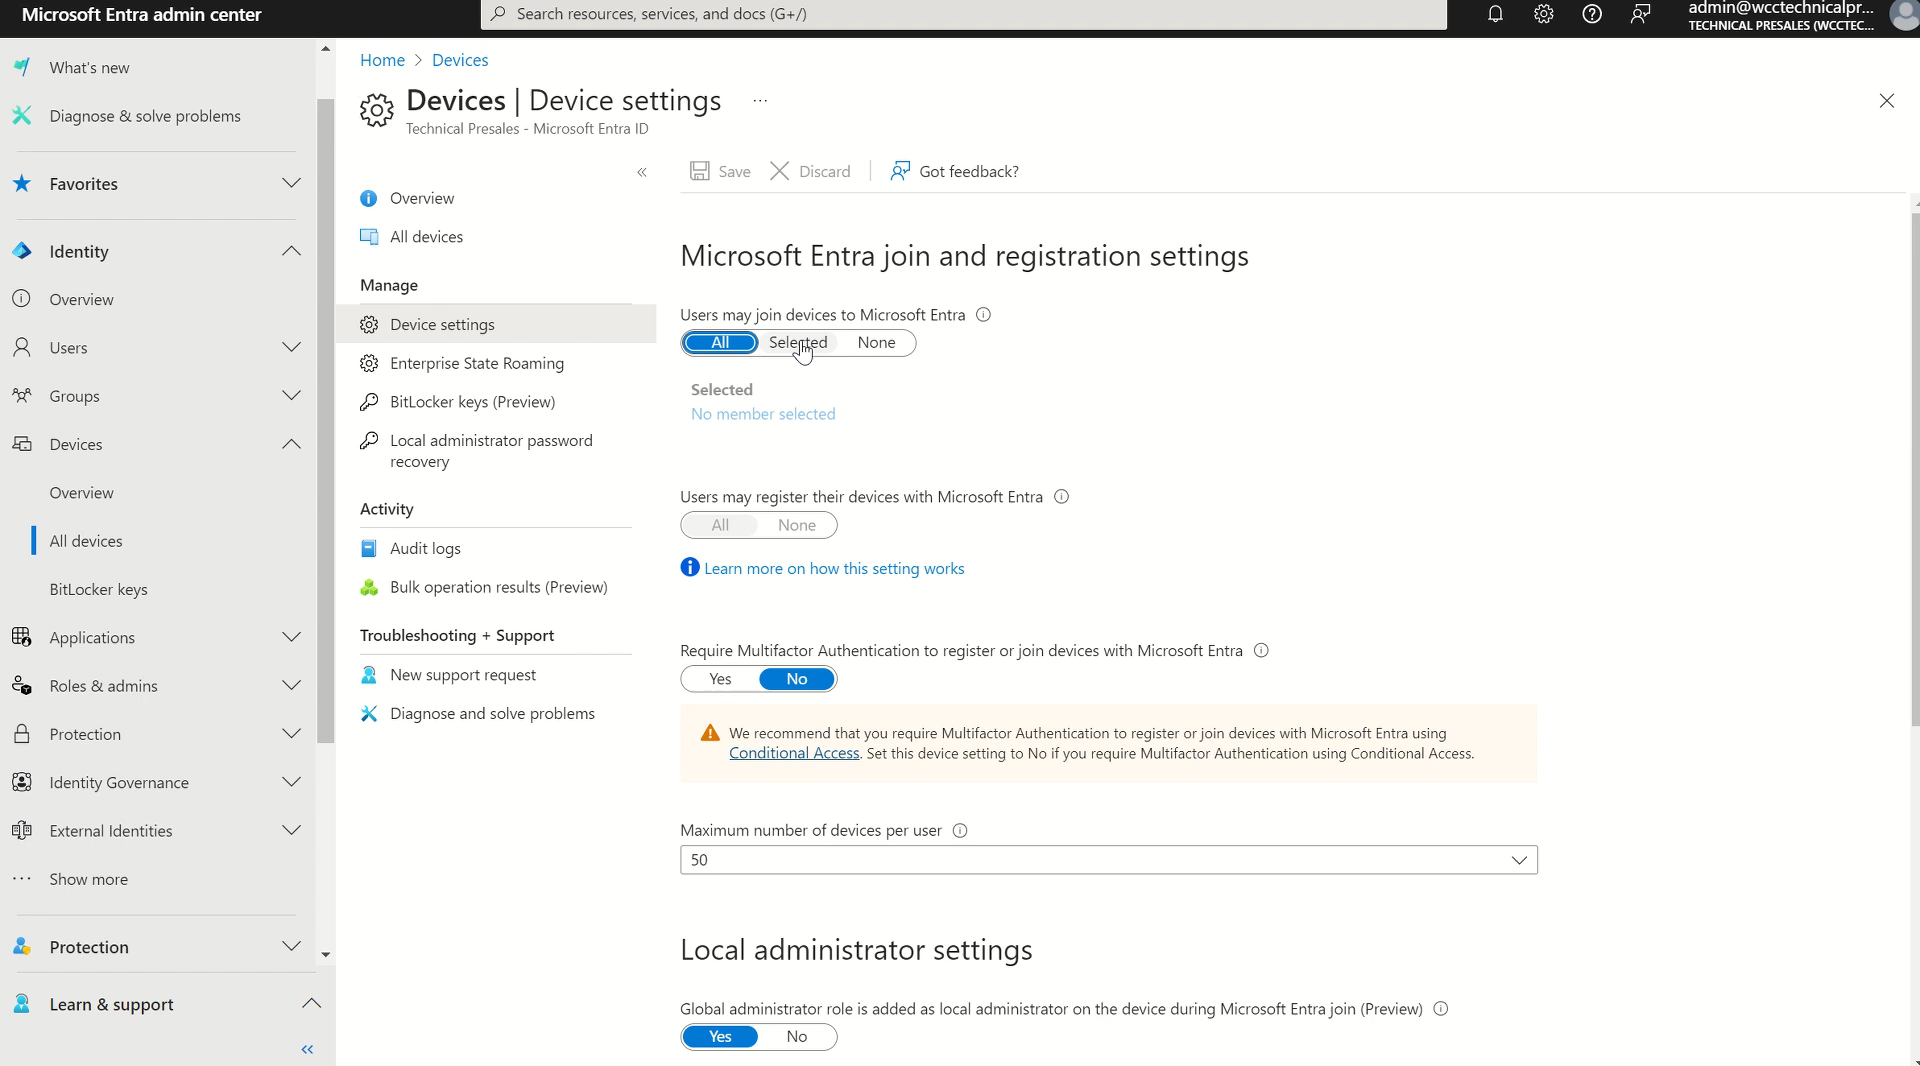 Microsoft Entra admin center
Search resources, services, and docs (G+/)
admin@wcctechnicalpr...
TECHNICAL PRESALES (WCCTEC...
What's new
Diagnose & solve problems
Favorites
Identity
Overview
Users
Groups
Devices
Overview
All devices
BitLocker keys
Applications
Roles & admins
Protection
Identity Governance
External Identities
Show more
Protection
Learn & support
Home > Devices
Devices | Device settings
Technical Presales - Microsoft Entra ID
Overview
All devices
Manage
Device settings
Enterprise State Roaming
BitLocker keys (Preview)
Local administrator password
recovery
Activity
Audit logs
Bulk operation results (Preview)
Troubleshooting + Support
New support request
Diagnose and solve problems
Save Discard Got feedback?
Microsoft Entra join and registration settings
Users may join devices to Microsoft Entra
All Selected None
Selected
No member selected
Users may register their devices with Microsoft Entra
All None
Learn more on how this setting works
Require Multifactor Authentication to register or join devices with Microsoft Entra
Yes No
We recommend that you require Multifactor Authentication to register or join devices with Microsoft Entra using
Conditional Access. Set this device setting to No if you require Multifactor Authentication using Conditional Access.
Maximum number of devices per user
50
Local administrator settings
Global administrator role is added as local administrator on the device during Microsoft Entra join (Preview)
Yes No